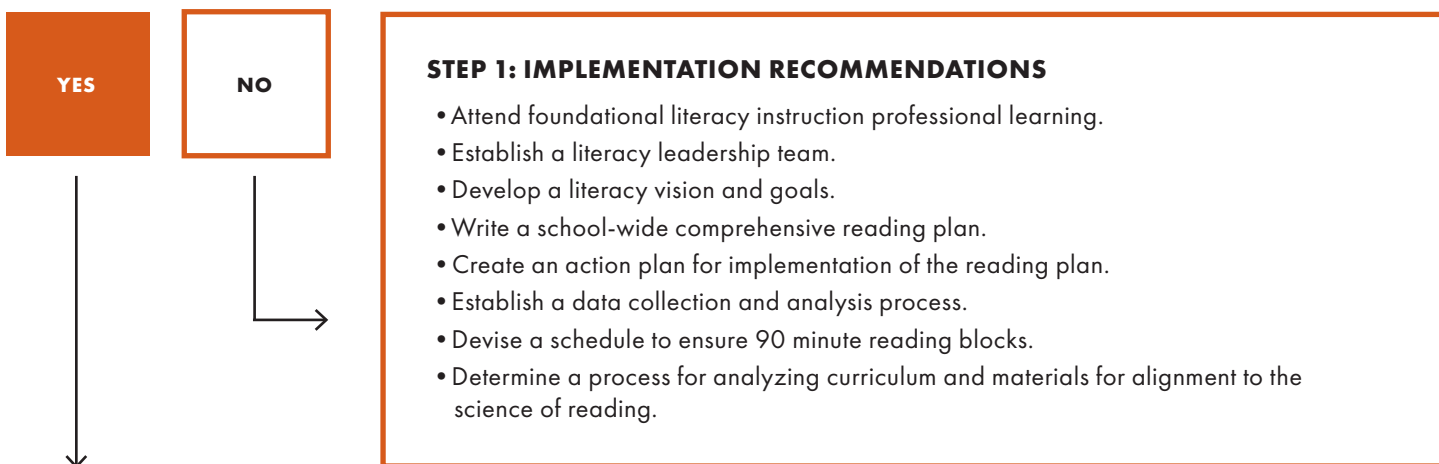 YES
NO
STEP 1: IMPLEMENTATION RECOMMENDATIONS
• Attend foundational literacy instruction professional learning.
• Establish a literacy leadership team.
• Develop a literacy vision and goals.
• Write a school-wide comprehensive reading plan.
• Create an action plan for implementation of the reading plan.
• Establish a data collection and analysis process.
• Devise a schedule to ensure 90 minute reading blocks.
• Determine a process for analyzing curriculum and materials for alignment to the
science of reading.